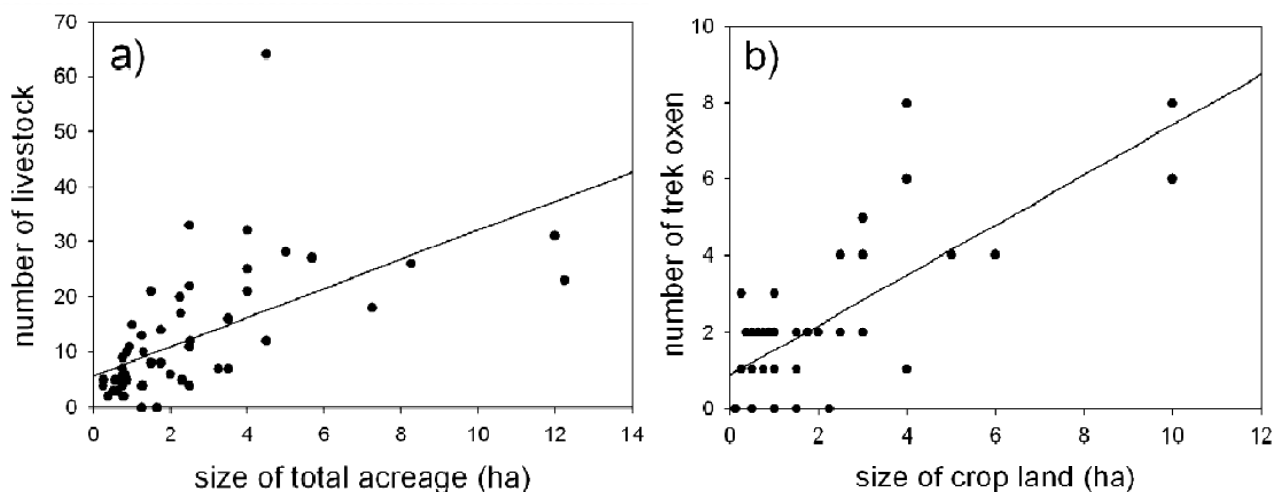 a)
number of livestock
70
60
50
40
30
20
10
0
0 2 4 6 8 10 12 14
size of total acreage (ha)
b)
number of trek oxen
10
8
6
4
2
0
0 2 4 6 8 10 12
size of crop land (ha)